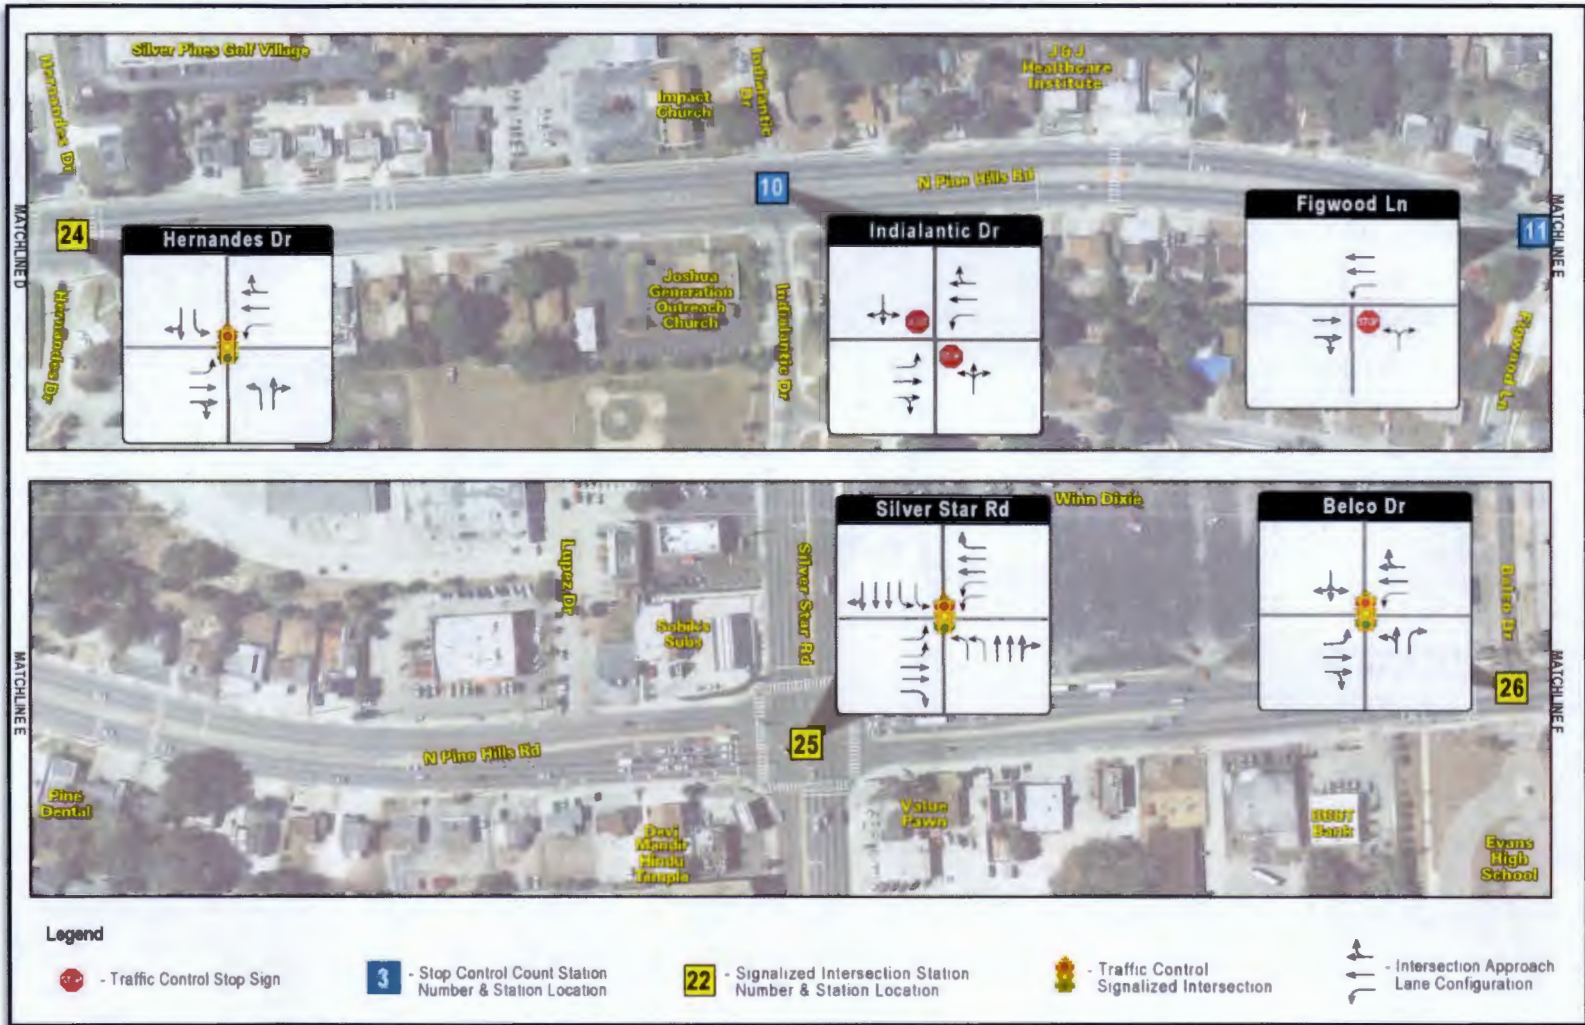 Silver Pines Golf Village
Hernandes Dr
Impact
Church
Indialantic
Dr
J&J
Healthcare
Institute
N Pine Hills Rd
MATCHLINE D
MATCHLINE E
24
10
11
Hernandes Dr
Indialantic Dr
Figwood Ln
STOP
Joshua
Generation
Outreach
Church
Hernandes Dr
Indialantic Dr
Figwood Ln
Winn Dixie
Silver Star Rd
Belco Dr
Lupez Dr
Silver Star Rd
Belco Dr
Sobik's
Subs
MATCHLINE E
MATCHLINE F
25
26
N Pine Hills Rd
Pine
Dental
Devi
Mandir
Hindu
Temple
Value
Pawn
BB&T
Bank
Evans
High
School
Legend
- Traffic Control Stop Sign
3
- Stop Control Count Station
Number & Station Location
22
- Signalized Intersection Station
Number & Station Location
- Traffic Control
Signalized Intersection
- Intersection Approach
Lane Configuration